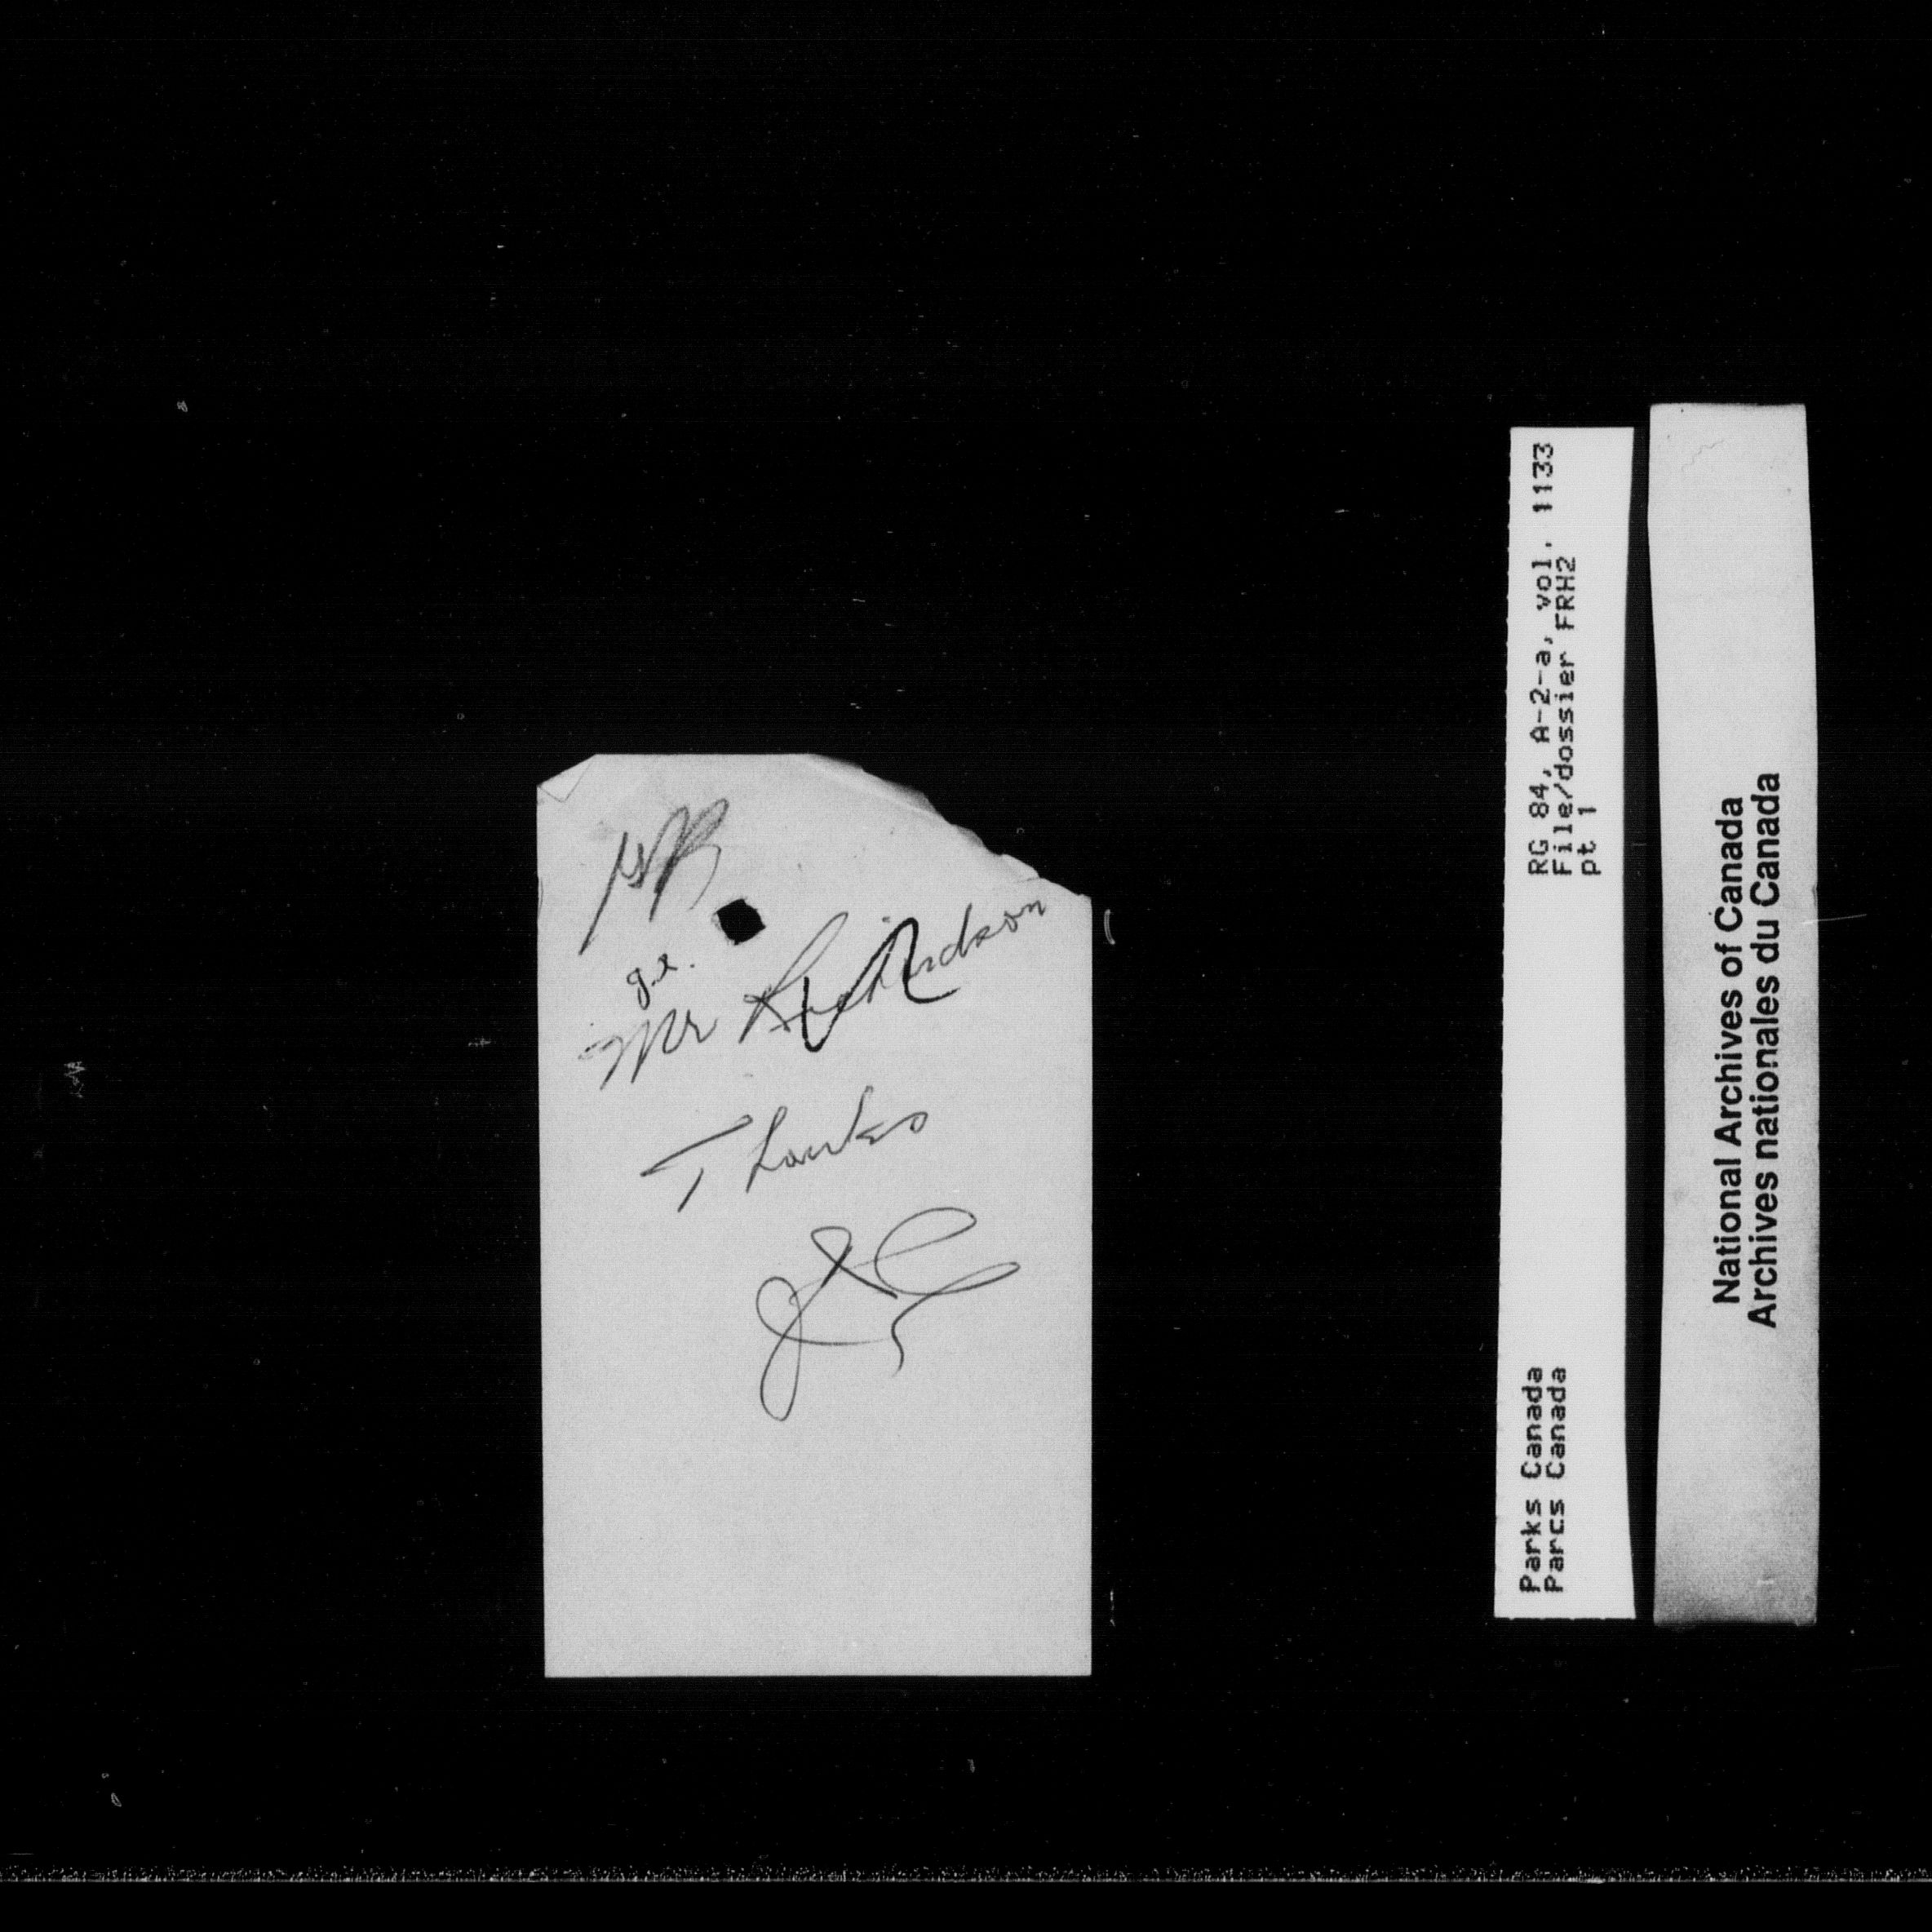 Mr Richardson
Thanks
RG 84, A-2-a, vol. 1133
File/dossier FRH2
pt 1
Parks Canada
Parcs Canada
National Archives of Canada
Archives nationales du Canada